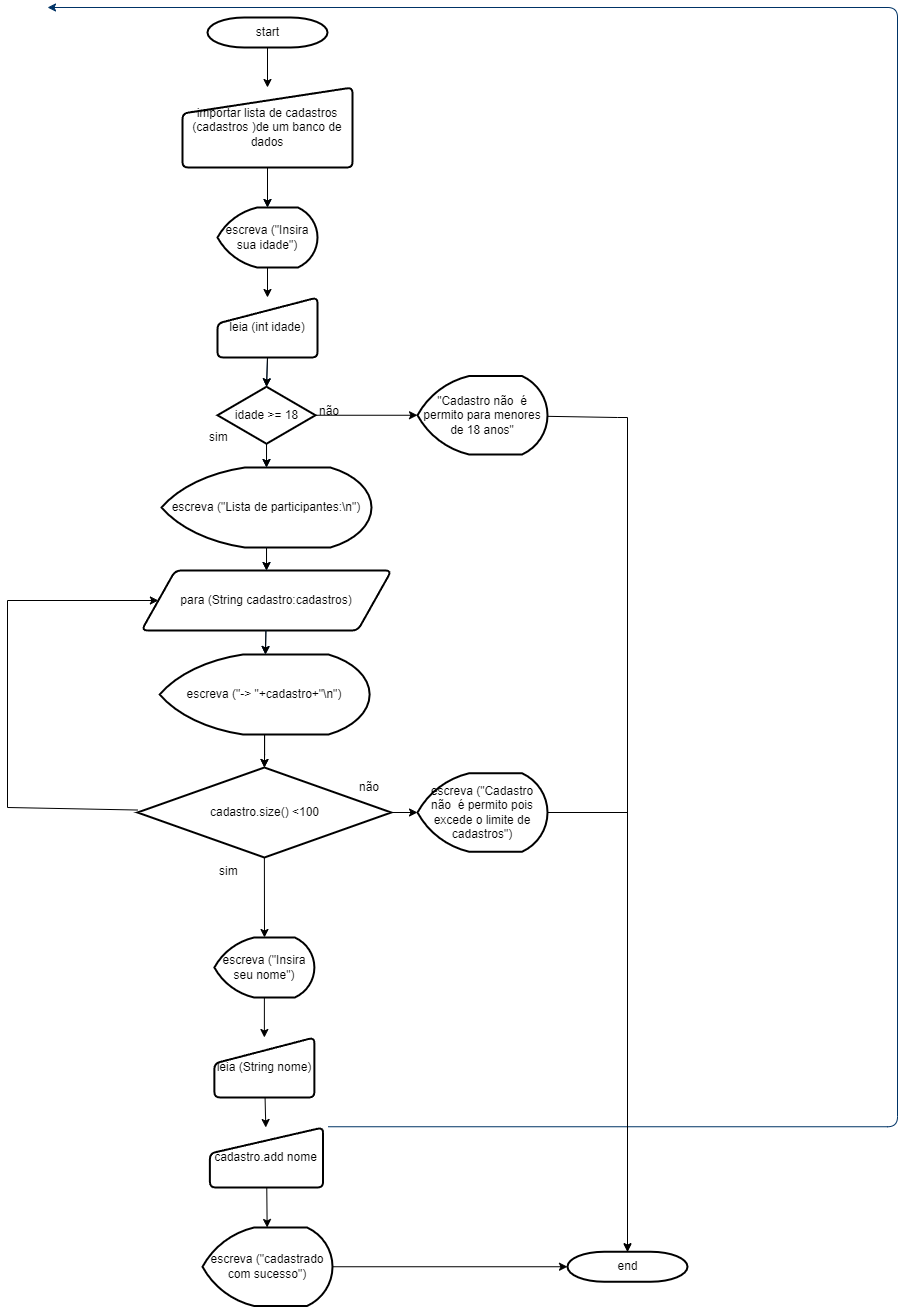 start
importar lista de cadastros
(cadastros )de um banco de
dados
escreva ("Insira
sua idade")
leia (int idade)
idade >= 18
não
"Cadastro não  é
permito para menores
de 18 anos"
sim
escreva ("Lista de participantes:\n")
para (String cadastro:cadastros)
escreva ("-> "+cadastro+"\n")
não
cadastro.size() <100
escreva ("Cadastro
não  é permito pois
excede o limite de
cadastros")
sim
escreva ("Insira
seu nome")
leia (String nome)
cadastro.add nome
escreva ("cadastrado
com sucesso")
end